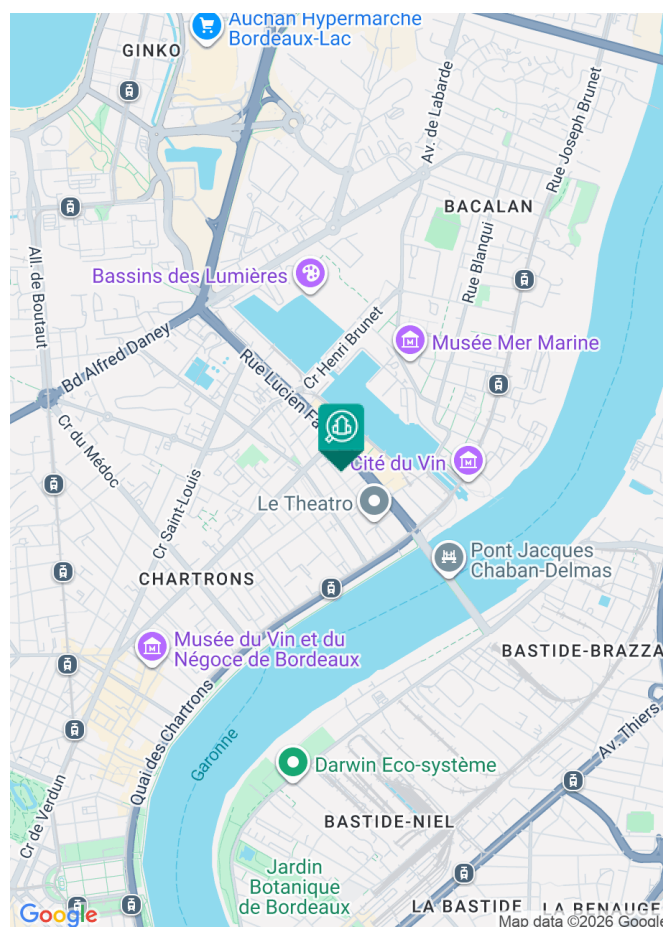 Auchan Hypermarche
Bordeaux-Lac
GINKO
Av. de Labarde
Rue Joseph Brunet
BACALAN
All. de Boutaut
Bassins des Lumières
Rue Blanqui
Cr Henri Brunet
Musée Mer Marine
Bd Alfred Daney
Rue Lucien Fa
Cr du Médoc
Cité du Vin
Cr Saint-Louis
Le Theatro
Pont Jacques
Chaban-Delmas
CHARTRONS
Musée du Vin et du
Négoce de Bordeaux
BASTIDE-BRAZZA
Quai des Chartrons
Garonne
Av. Thiers
Darwin Eco-système
Cr de Verdun
BASTIDE-NIEL
Jardin
Botanique
de Bordeaux
LA BASTIDE
LA BENAUGE
Google
Map data ©2026 Google